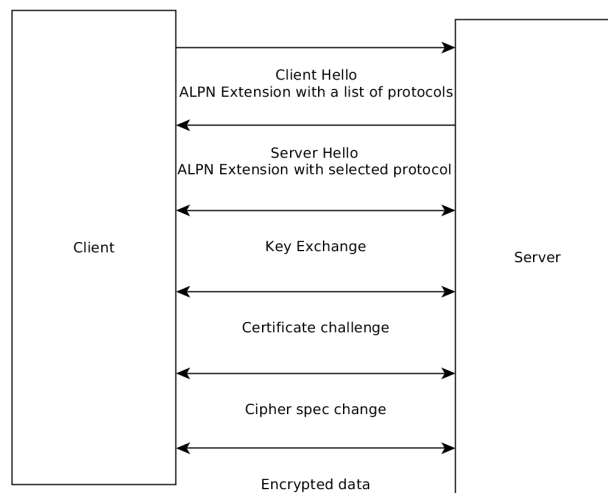 Client Hello
ALPN Extension with a list of protocols
Server Hello
ALPN Extension with selected protocol
Client
Key Exchange
Server
Certificate challenge
Cipher spec change
Encrypted data